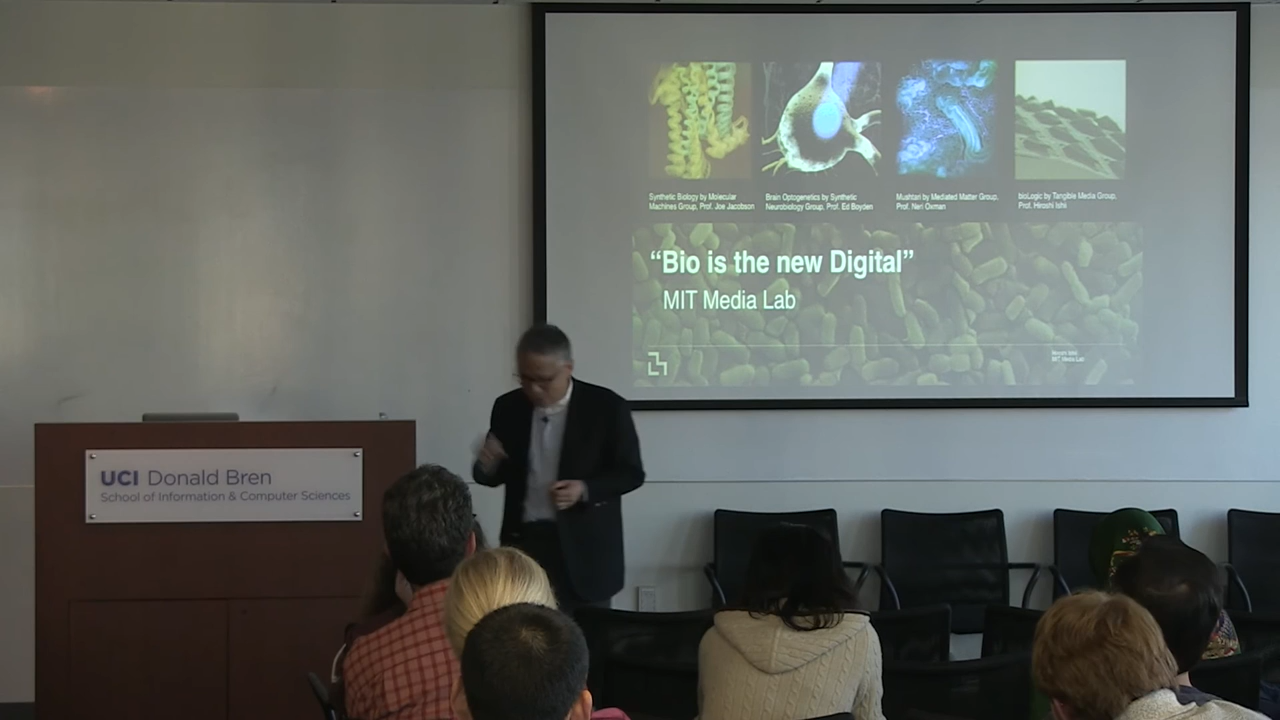 Synthetic Biology by Molecular
Machines Group, Prof. Joe Jacobson
Brain Optogenetics by Synthetic
Neurobiology Group, Prof. Ed Boyden
Mushtari by Mediated Matter Group,
Prof. Neri Oxman
bioLogic by Tangible Media Group,
Prof. Hiroshi Ishii
“Bio is the new Digital”
MIT Media Lab
Hiroshi Ishii
MIT Media Lab
UCI Donald Bren
School of Information & Computer Sciences